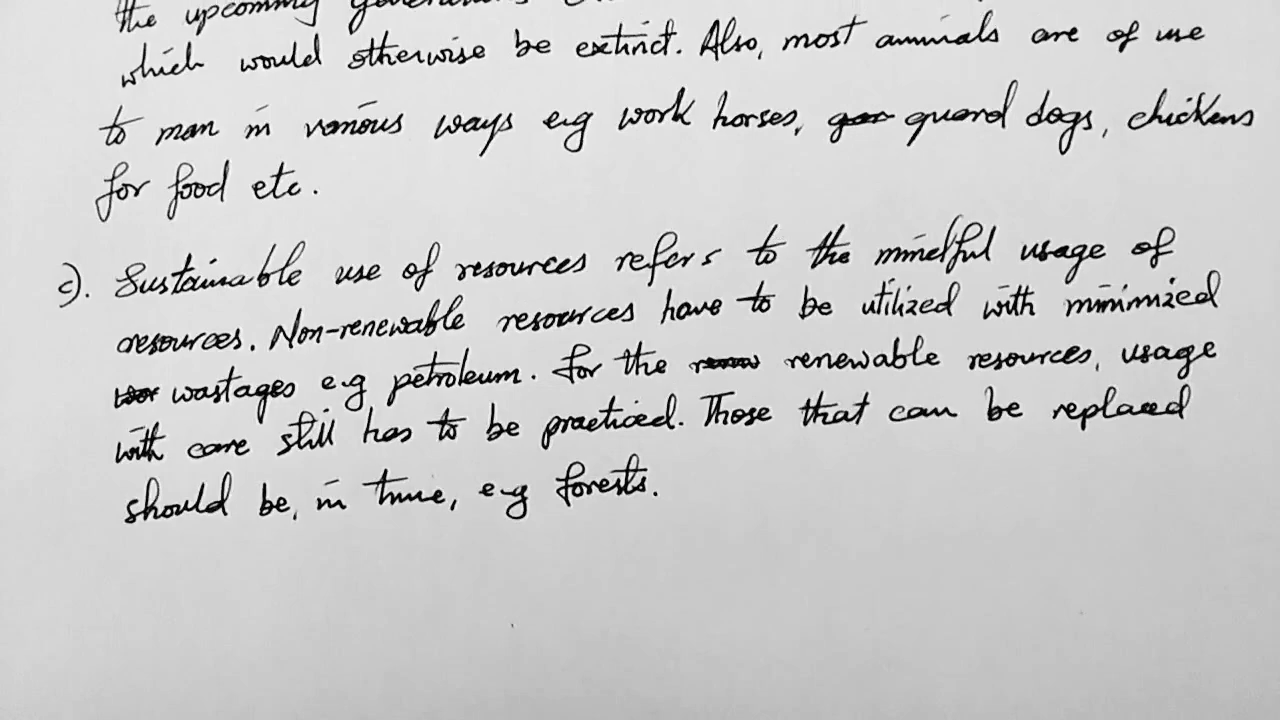 the upcoming
which would otherwise be extinct. Also, most animals are of use
to man in various ways e.g work horses, guard dogs, chickens
for food etc.
c). Sustainable use of resources refers to the mindful usage of
resources. Non-renewable resources have to be utilized with minimized
wastages e.g petroleum. For the renewable resources, usage
with care still has to be practiced. Those that can be replaced
should be, in time, e.g forests.